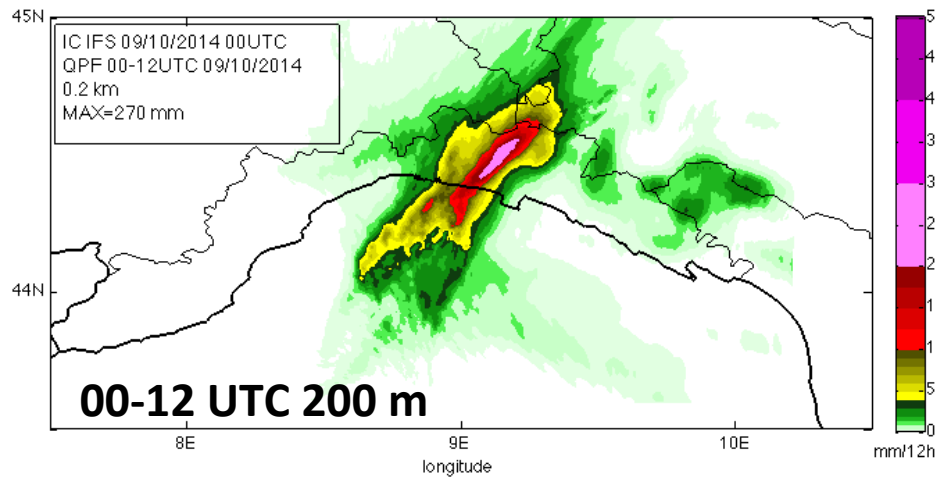 45N
IC IFS 09/10/2014 00UTC
QPF 00-12UTC 09/10/2014
0.2 km
MAX=270 mm
44N
00-12 UTC 200 m
8E
9E
10E
longitude
5
4
4
3
3
2
2
1
1
5
0
mm/12h